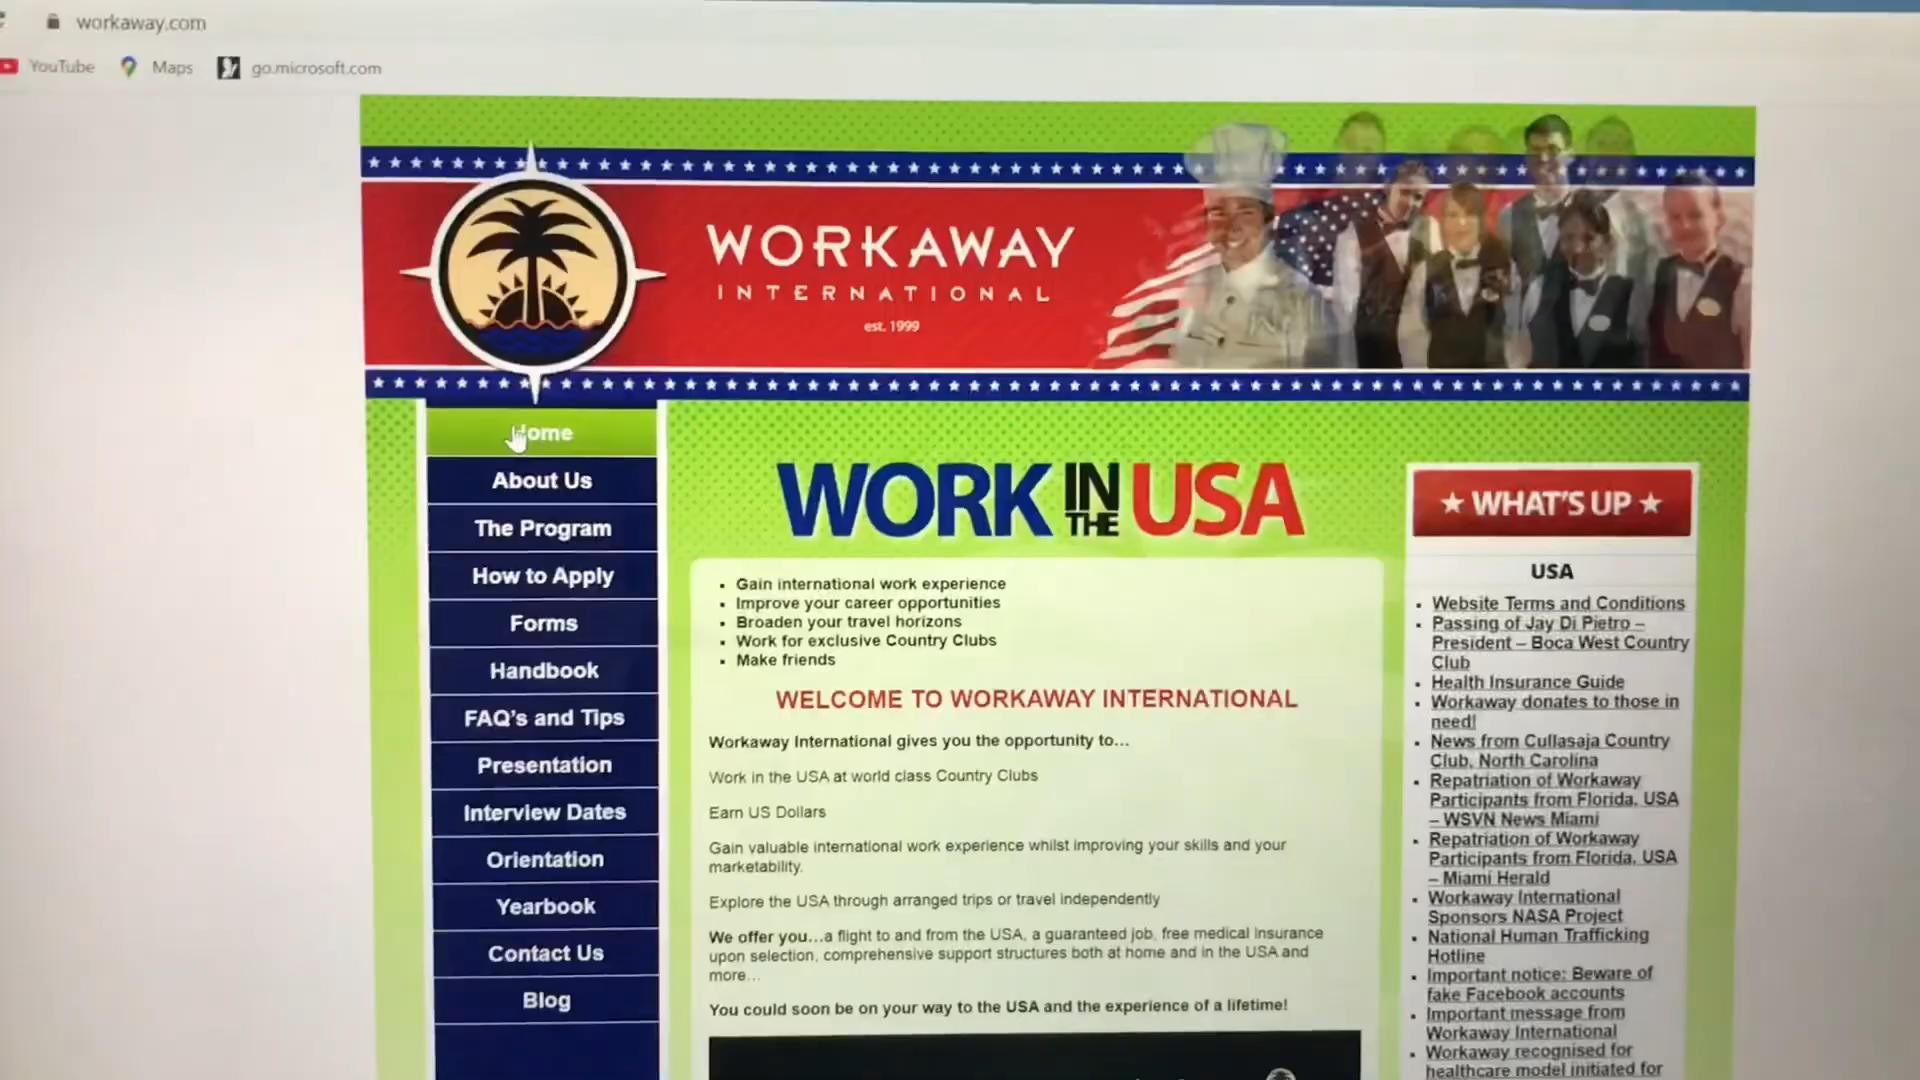 workaway.com
YouTube
Maps
go.microsoft.com
WORKAWAY
INTERNATIONAL
est. 1999
Home
About Us
The Program
How to Apply
Forms
Handbook
FAQ's and Tips
Presentation
Interview Dates
Orientation
Yearbook
Contact Us
Blog
WORK IN THE USA
Gain international work experience
Improve your career opportunities
Broaden your travel horizons
Work for exclusive Country Clubs
Make friends
WELCOME TO WORKAWAY INTERNATIONAL
Workaway International gives you the opportunity to...
Work in the USA at world class Country Clubs
Earn US Dollars
Gain valuable international work experience whilst improving your skills and your
marketability.
Explore the USA through arranged trips or travel independently
We offer you...a flight to and from the USA, a guaranteed job, free medical insurance
upon selection, comprehensive support structures both at home and in the USA and
more...
You could soon be on your way to the USA and the experience of a lifetime!
★ WHAT'S UP ★
USA
Website Terms and Conditions
Passing of Jay Di Pietro –
President – Boca West Country
Club
Health Insurance Guide
Workaway donates to those in
need!
News from Cullasaja Country
Club, North Carolina
Repatriation of Workaway
Participants from Florida, USA
– WSVN News Miami
Repatriation of Workaway
Participants from Florida, USA
– Miami Herald
Workaway International
Sponsors NASA Project
National Human Trafficking
Hotline
Important notice: Beware of
fake Facebook accounts
Important message from
Workaway International
Workaway recognised for
healthcare model initiated for